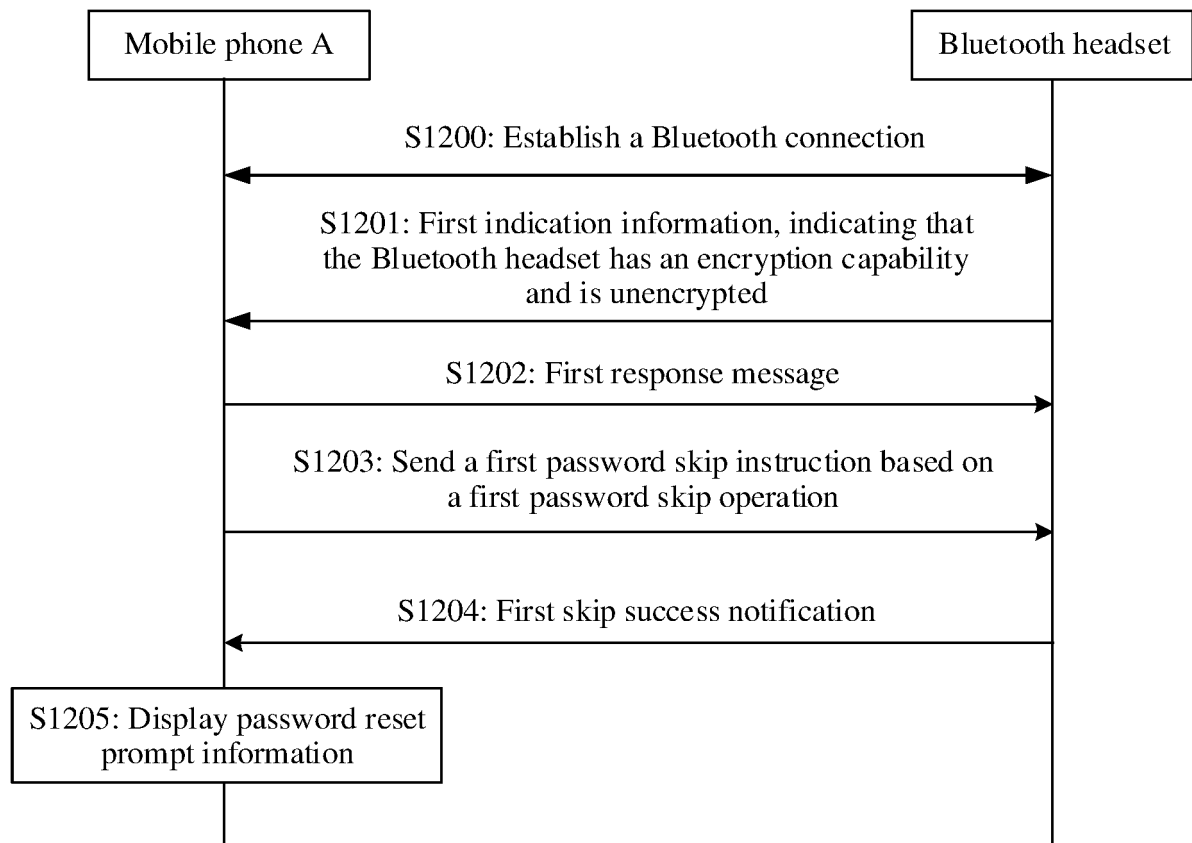 Mobile phone A
Bluetooth headset
S1200: Establish a Bluetooth connection
S1201: First indication information, indicating that
the Bluetooth headset has an encryption capability
and is unencrypted
S1202: First response message
S1203: Send a first password skip instruction based on
a first password skip operation
S1204: First skip success notification
S1205: Display password reset
prompt information